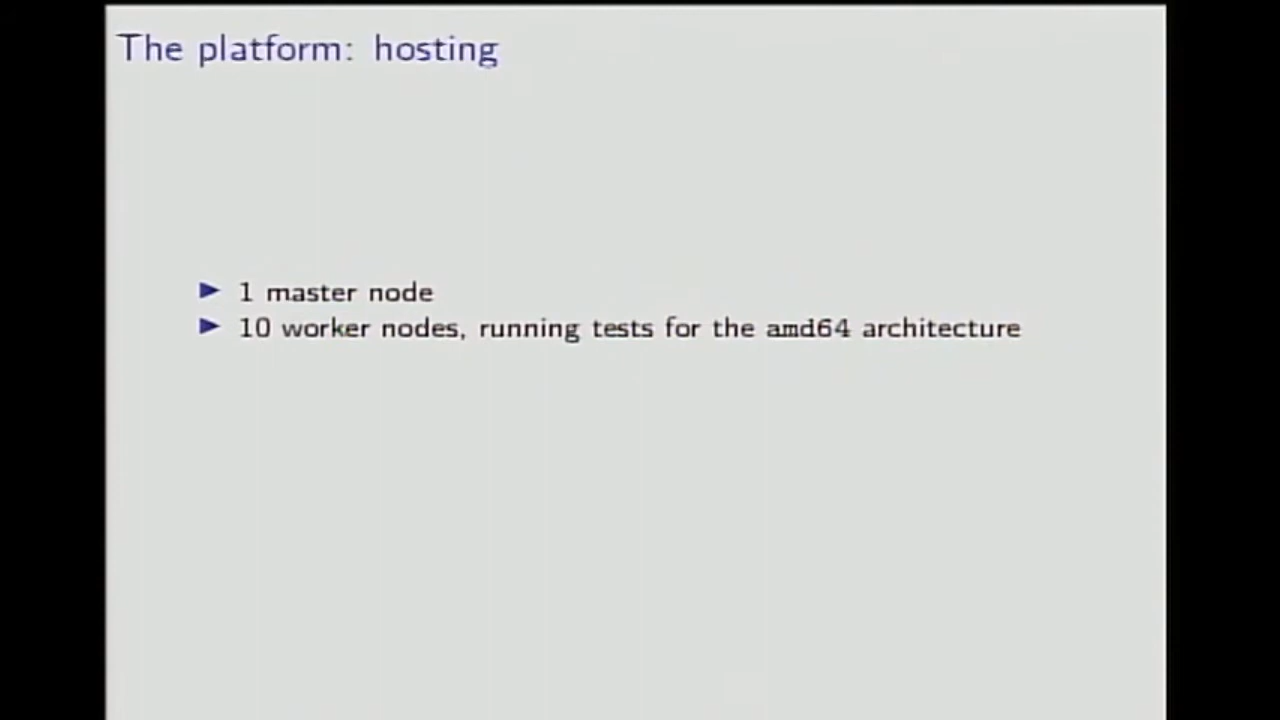 The platform: hosting
1 master node
10 worker nodes, running tests for the amd64 architecture